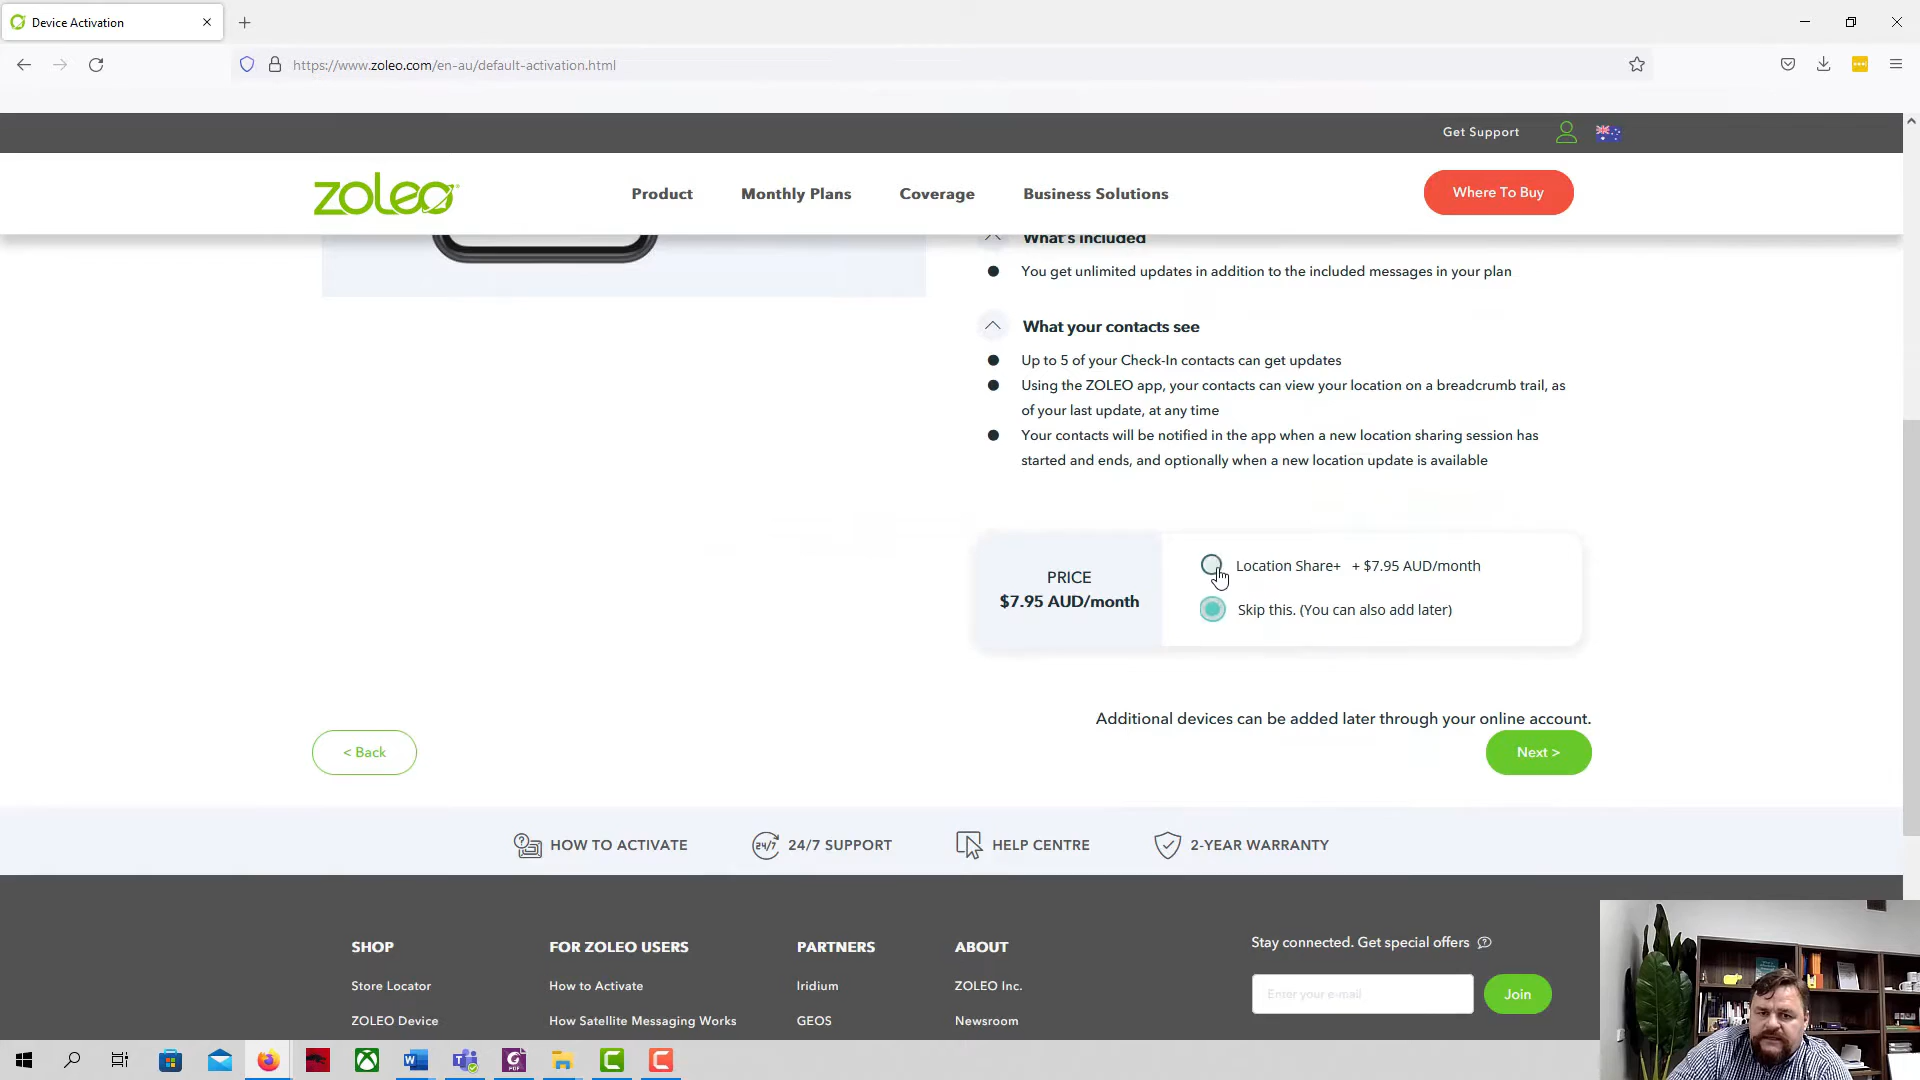 Device Activation
https://www.zoleo.com/en-au/default-activation.html
Get Support
zoleo
Product
Monthly Plans
Coverage
Business Solutions
Where To Buy
What's included
You get unlimited updates in addition to the included messages in your plan
What your contacts see
Up to 5 of your Check-In contacts can get updates
Using the ZOLEO app, your contacts can view your location on a breadcrumb trail, as
of your last update, at any time
Your contacts will be notified in the app when a new location sharing session has
started and ends, and optionally when a new location update is available
PRICE
$7.95 AUD/month
Location Share+ + $7.95 AUD/month
Skip this. (You can also add later)
Additional devices can be added later through your online account.
< Back
Next >
HOW TO ACTIVATE
24/7 24/7 SUPPORT
HELP CENTRE
2-YEAR WARRANTY
SHOP
FOR ZOLEO USERS
PARTNERS
ABOUT
Stay connected. Get special offers
Store Locator
How to Activate
Iridium
ZOLEO Inc.
Enter your e-mail
Join
ZOLEO Device
How Satellite Messaging Works
GEOS
Newsroom